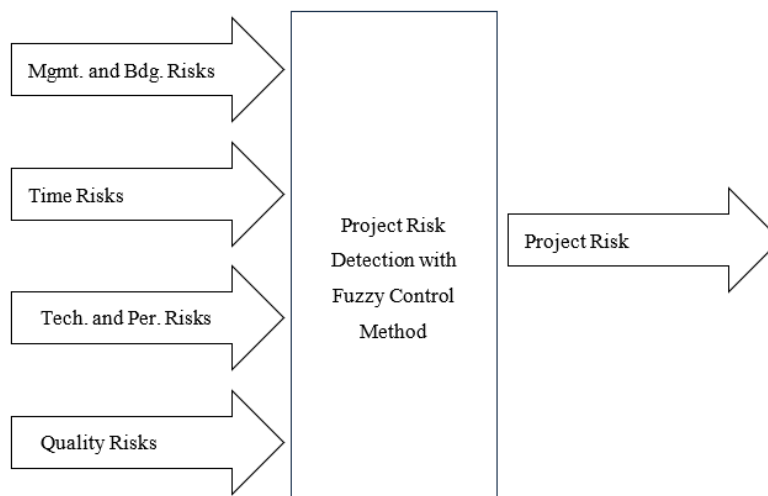 Mgmt. and Bdg. Risks
Time Risks
Tech. and Per. Risks
Quality Risks
Project Risk
Detection with
Fuzzy Control
Method
Project Risk